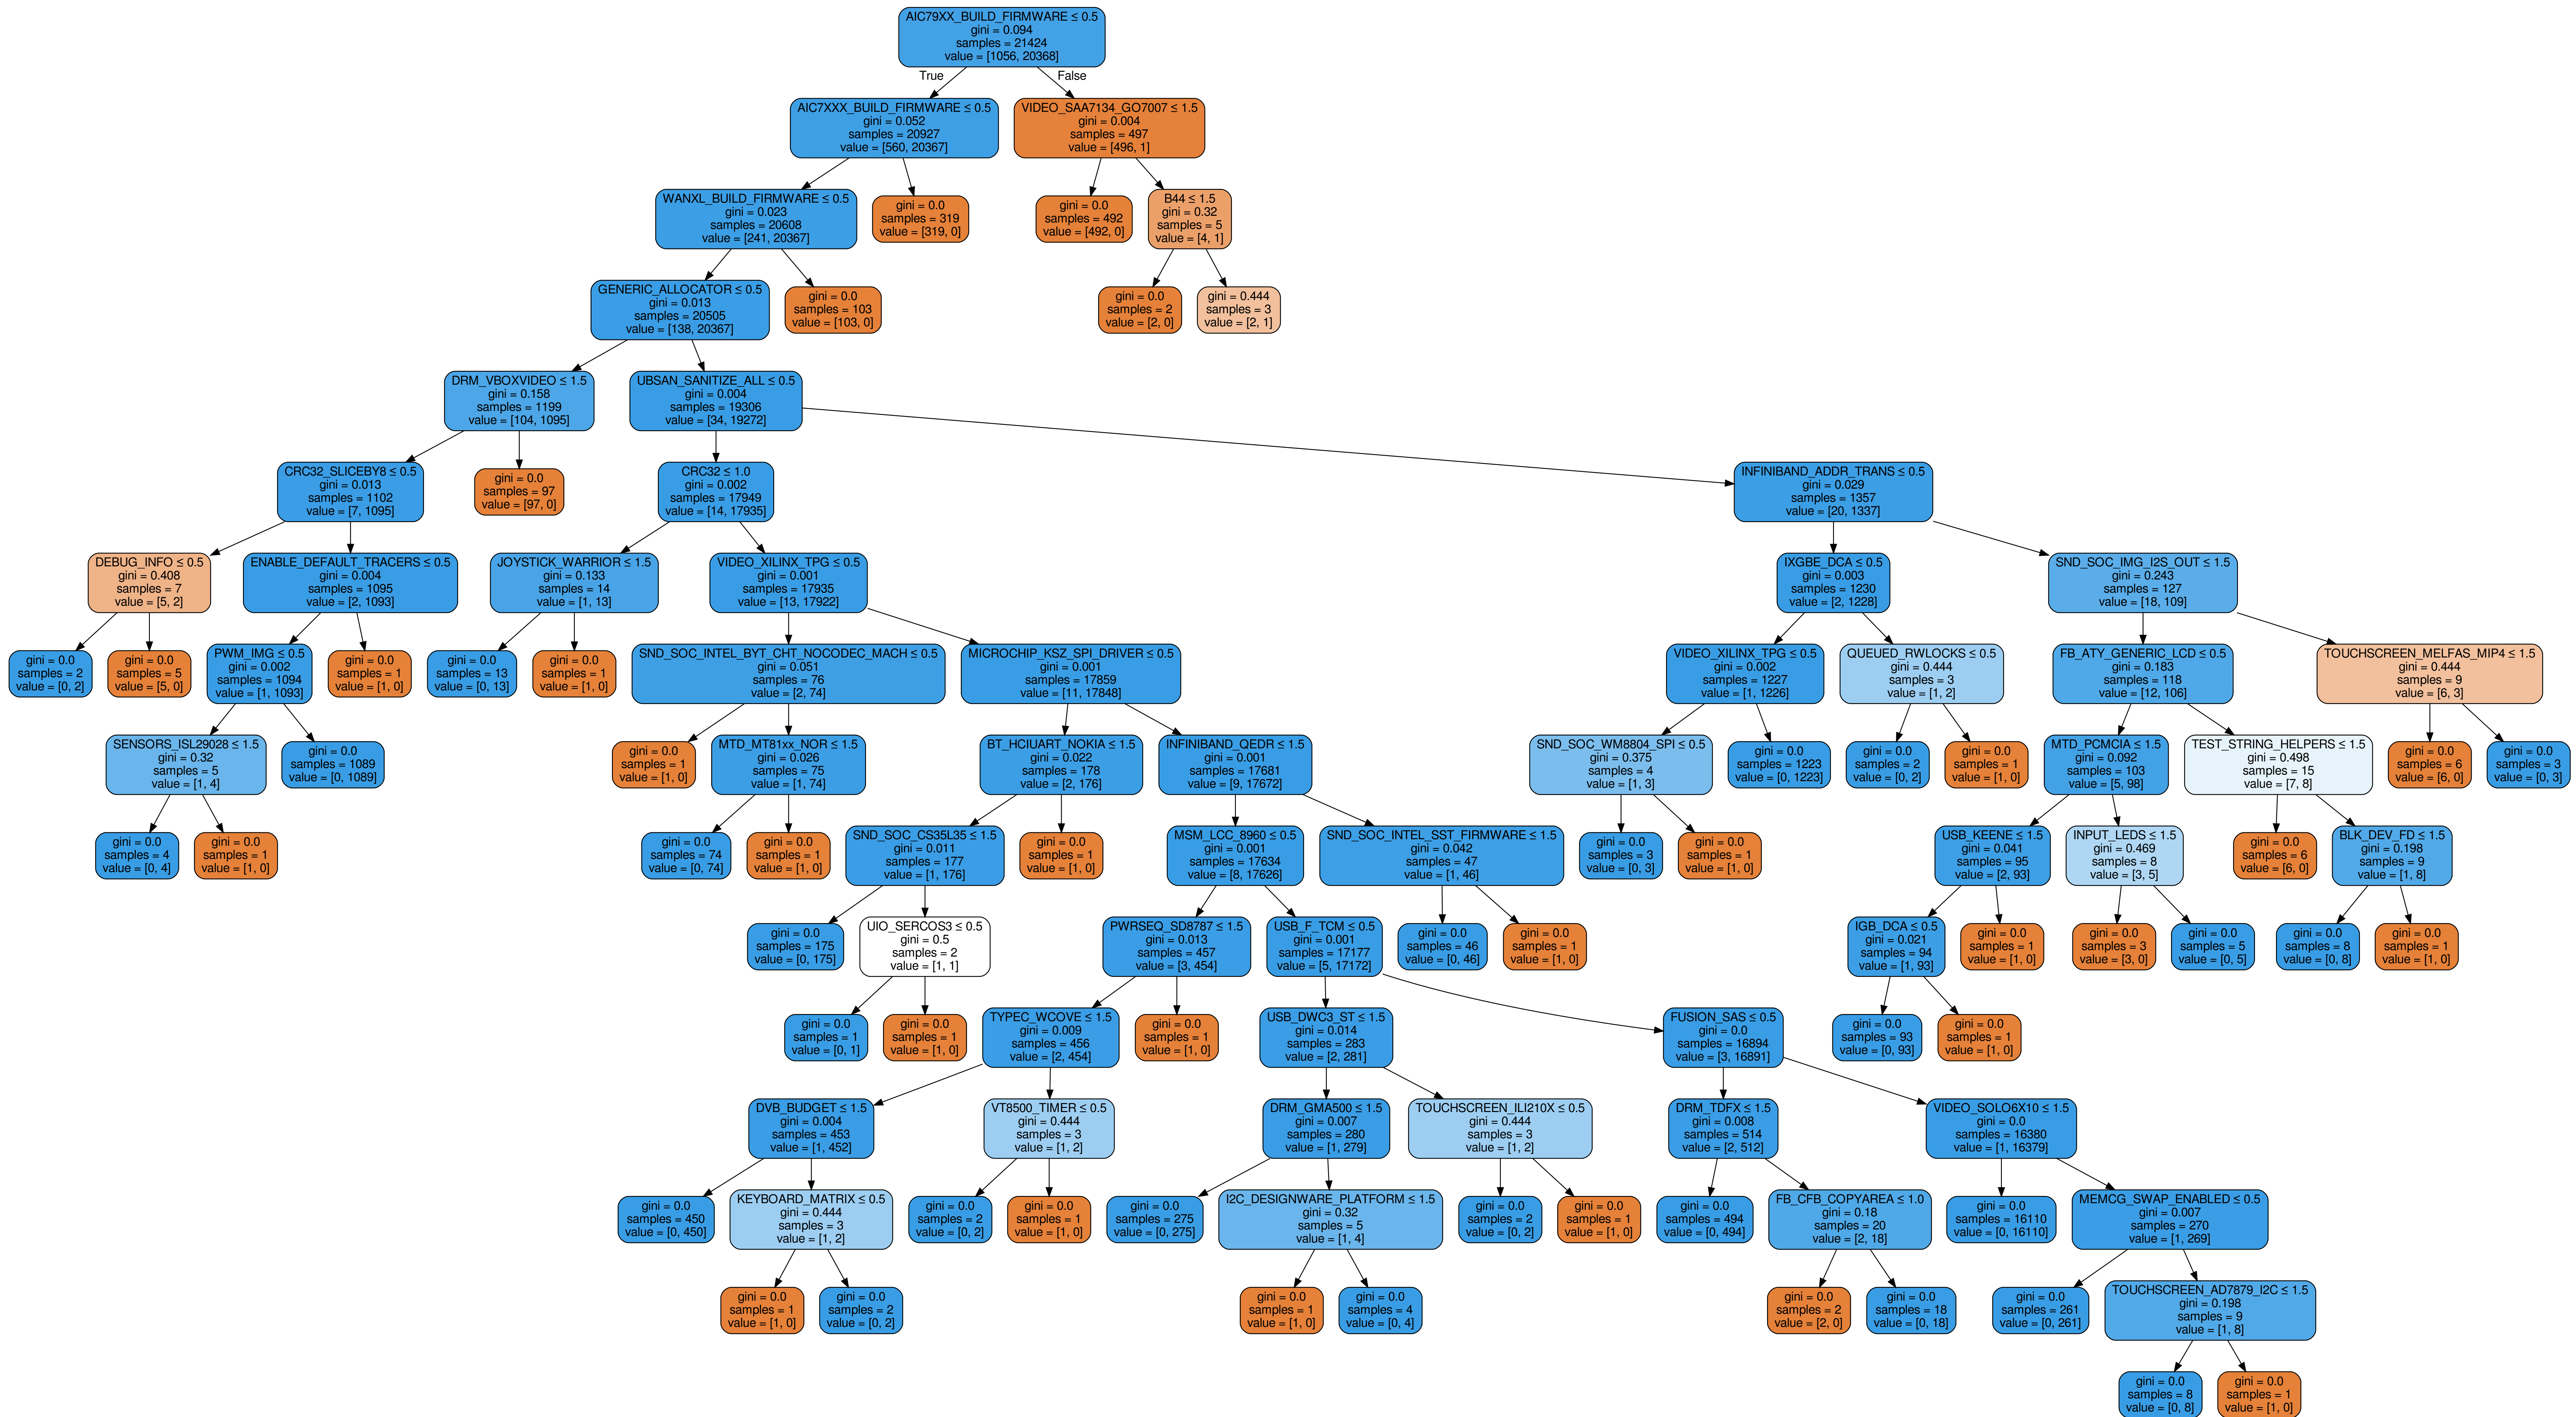 AIC79XX_BUILD_FIRMWARE ≤ 0.5
gini = 0.094
samples = 21424
value = [1056, 20368]
True
False
AIC7XXX_BUILD_FIRMWARE ≤ 0.5
gini = 0.052
samples = 20927
value = [560, 20367]
VIDEO_SAA7134_GO7007 ≤ 1.5
gini = 0.004
samples = 497
value = [496, 1]
WANXL_BUILD_FIRMWARE ≤ 0.5
gini = 0.023
samples = 20608
value = [241, 20367]
gini = 0.0
samples = 319
value = [319, 0]
gini = 0.0
samples = 492
value = [492, 0]
B44 ≤ 1.5
gini = 0.32
samples = 5
value = [4, 1]
GENERIC_ALLOCATOR ≤ 0.5
gini = 0.013
samples = 20505
value = [138, 20367]
gini = 0.0
samples = 103
value = [103, 0]
gini = 0.0
samples = 2
value = [2, 0]
gini = 0.444
samples = 3
value = [2, 1]
DRM_VBOXVIDEO ≤ 1.5
gini = 0.158
samples = 1199
value = [104, 1095]
UBSAN_SANITIZE_ALL ≤ 0.5
gini = 0.004
samples = 19306
value = [34, 19272]
CRC32_SLICEBY8 ≤ 0.5
gini = 0.013
samples = 1102
value = [7, 1095]
gini = 0.0
samples = 97
value = [97, 0]
CRC32 ≤ 1.0
gini = 0.002
samples = 17949
value = [14, 17935]
INFINIBAND_ADDR_TRANS ≤ 0.5
gini = 0.029
samples = 1357
value = [20, 1337]
DEBUG_INFO ≤ 0.5
gini = 0.408
samples = 7
value = [5, 2]
ENABLE_DEFAULT_TRACERS ≤ 0.5
gini = 0.004
samples = 1095
value = [2, 1093]
JOYSTICK_WARRIOR ≤ 1.5
gini = 0.133
samples = 14
value = [1, 13]
VIDEO_XILINX_TPG ≤ 0.5
gini = 0.001
samples = 17935
value = [13, 17922]
IXGBE_DCA ≤ 0.5
gini = 0.003
samples = 1230
value = [2, 1228]
SND_SOC_IMG_I2S_OUT ≤ 1.5
gini = 0.243
samples = 127
value = [18, 109]
gini = 0.0
samples = 2
value = [0, 2]
gini = 0.0
samples = 5
value = [5, 0]
PWM_IMG ≤ 0.5
gini = 0.002
samples = 1094
value = [1, 1093]
gini = 0.0
samples = 1
value = [1, 0]
gini = 0.0
samples = 13
value = [0, 13]
gini = 0.0
samples = 1
value = [1, 0]
SND_SOC_INTEL_BYT_CHT_NOCODEC_MACH ≤ 0.5
gini = 0.051
samples = 76
value = [2, 74]
MICROCHIP_KSZ_SPI_DRIVER ≤ 0.5
gini = 0.001
samples = 17859
value = [11, 17848]
VIDEO_XILINX_TPG ≤ 0.5
gini = 0.002
samples = 1227
value = [1, 1226]
QUEUED_RWLOCKS ≤ 0.5
gini = 0.444
samples = 3
value = [1, 2]
FB_ATY_GENERIC_LCD ≤ 0.5
gini = 0.183
samples = 118
value = [12, 106]
TOUCHSCREEN_MELFAS_MIP4 ≤ 1.5
gini = 0.444
samples = 9
value = [6, 3]
SENSORS_ISL29028 ≤ 1.5
gini = 0.32
samples = 5
value = [1, 4]
gini = 0.0
samples = 1089
value = [0, 1089]
gini = 0.0
samples = 1
value = [1, 0]
MTD_MT81xx_NOR ≤ 1.5
gini = 0.026
samples = 75
value = [1, 74]
BT_HCIUART_NOKIA ≤ 1.5
gini = 0.022
samples = 178
value = [2, 176]
INFINIBAND_QEDR ≤ 1.5
gini = 0.001
samples = 17681
value = [9, 17672]
SND_SOC_WM8804_SPI ≤ 0.5
gini = 0.375
samples = 4
value = [1, 3]
gini = 0.0
samples = 1223
value = [0, 1223]
gini = 0.0
samples = 2
value = [0, 2]
gini = 0.0
samples = 1
value = [1, 0]
MTD_PCMCIA ≤ 1.5
gini = 0.092
samples = 103
value = [5, 98]
TEST_STRING_HELPERS ≤ 1.5
gini = 0.498
samples = 15
value = [7, 8]
gini = 0.0
samples = 6
value = [6, 0]
gini = 0.0
samples = 3
value = [0, 3]
gini = 0.0
samples = 4
value = [0, 4]
gini = 0.0
samples = 1
value = [1, 0]
gini = 0.0
samples = 74
value = [0, 74]
gini = 0.0
samples = 1
value = [1, 0]
SND_SOC_CS35L35 ≤ 1.5
gini = 0.011
samples = 177
value = [1, 176]
gini = 0.0
samples = 1
value = [1, 0]
MSM_LCC_8960 ≤ 0.5
gini = 0.001
samples = 17634
value = [8, 17626]
SND_SOC_INTEL_SST_FIRMWARE ≤ 1.5
gini = 0.042
samples = 47
value = [1, 46]
gini = 0.0
samples = 3
value = [0, 3]
gini = 0.0
samples = 1
value = [1, 0]
USB_KEENE ≤ 1.5
gini = 0.041
samples = 95
value = [2, 93]
INPUT_LEDS ≤ 1.5
gini = 0.469
samples = 8
value = [3, 5]
gini = 0.0
samples = 6
value = [6, 0]
BLK_DEV_FD ≤ 1.5
gini = 0.198
samples = 9
value = [1, 8]
gini = 0.0
samples = 175
value = [0, 175]
UIO_SERCOS3 ≤ 0.5
gini = 0.5
samples = 2
value = [1, 1]
PWRSEQ_SD8787 ≤ 1.5
gini = 0.013
samples = 457
value = [3, 454]
USB_F_TCM ≤ 0.5
gini = 0.001
samples = 17177
value = [5, 17172]
gini = 0.0
samples = 46
value = [0, 46]
gini = 0.0
samples = 1
value = [1, 0]
IGB_DCA ≤ 0.5
gini = 0.021
samples = 94
value = [1, 93]
gini = 0.0
samples = 1
value = [1, 0]
gini = 0.0
samples = 3
value = [3, 0]
gini = 0.0
samples = 5
value = [0, 5]
gini = 0.0
samples = 8
value = [0, 8]
gini = 0.0
samples = 1
value = [1, 0]
gini = 0.0
samples = 1
value = [0, 1]
gini = 0.0
samples = 1
value = [1, 0]
TYPEC_WCOVE ≤ 1.5
gini = 0.009
samples = 456
value = [2, 454]
gini = 0.0
samples = 1
value = [1, 0]
USB_DWC3_ST ≤ 1.5
gini = 0.014
samples = 283
value = [2, 281]
FUSION_SAS ≤ 0.5
gini = 0.0
samples = 16894
value = [3, 16891]
gini = 0.0
samples = 93
value = [0, 93]
gini = 0.0
samples = 1
value = [1, 0]
DVB_BUDGET ≤ 1.5
gini = 0.004
samples = 453
value = [1, 452]
VT8500_TIMER ≤ 0.5
gini = 0.444
samples = 3
value = [1, 2]
DRM_GMA500 ≤ 1.5
gini = 0.007
samples = 280
value = [1, 279]
TOUCHSCREEN_ILI210X ≤ 0.5
gini = 0.444
samples = 3
value = [1, 2]
DRM_TDFX ≤ 1.5
gini = 0.008
samples = 514
value = [2, 512]
VIDEO_SOLO6X10 ≤ 1.5
gini = 0.0
samples = 16380
value = [1, 16379]
gini = 0.0
samples = 450
value = [0, 450]
KEYBOARD_MATRIX ≤ 0.5
gini = 0.444
samples = 3
value = [1, 2]
gini = 0.0
samples = 2
value = [0, 2]
gini = 0.0
samples = 1
value = [1, 0]
gini = 0.0
samples = 275
value = [0, 275]
I2C_DESIGNWARE_PLATFORM ≤ 1.5
gini = 0.32
samples = 5
value = [1, 4]
gini = 0.0
samples = 2
value = [0, 2]
gini = 0.0
samples = 1
value = [1, 0]
gini = 0.0
samples = 494
value = [0, 494]
FB_CFB_COPYAREA ≤ 1.0
gini = 0.18
samples = 20
value = [2, 18]
gini = 0.0
samples = 16110
value = [0, 16110]
MEMCG_SWAP_ENABLED ≤ 0.5
gini = 0.007
samples = 270
value = [1, 269]
gini = 0.0
samples = 1
value = [1, 0]
gini = 0.0
samples = 2
value = [0, 2]
gini = 0.0
samples = 1
value = [1, 0]
gini = 0.0
samples = 4
value = [0, 4]
gini = 0.0
samples = 2
value = [2, 0]
gini = 0.0
samples = 18
value = [0, 18]
gini = 0.0
samples = 261
value = [0, 261]
TOUCHSCREEN_AD7879_I2C ≤ 1.5
gini = 0.198
samples = 9
value = [1, 8]
gini = 0.0
samples = 8
value = [0, 8]
gini = 0.0
samples = 1
value = [1, 0]